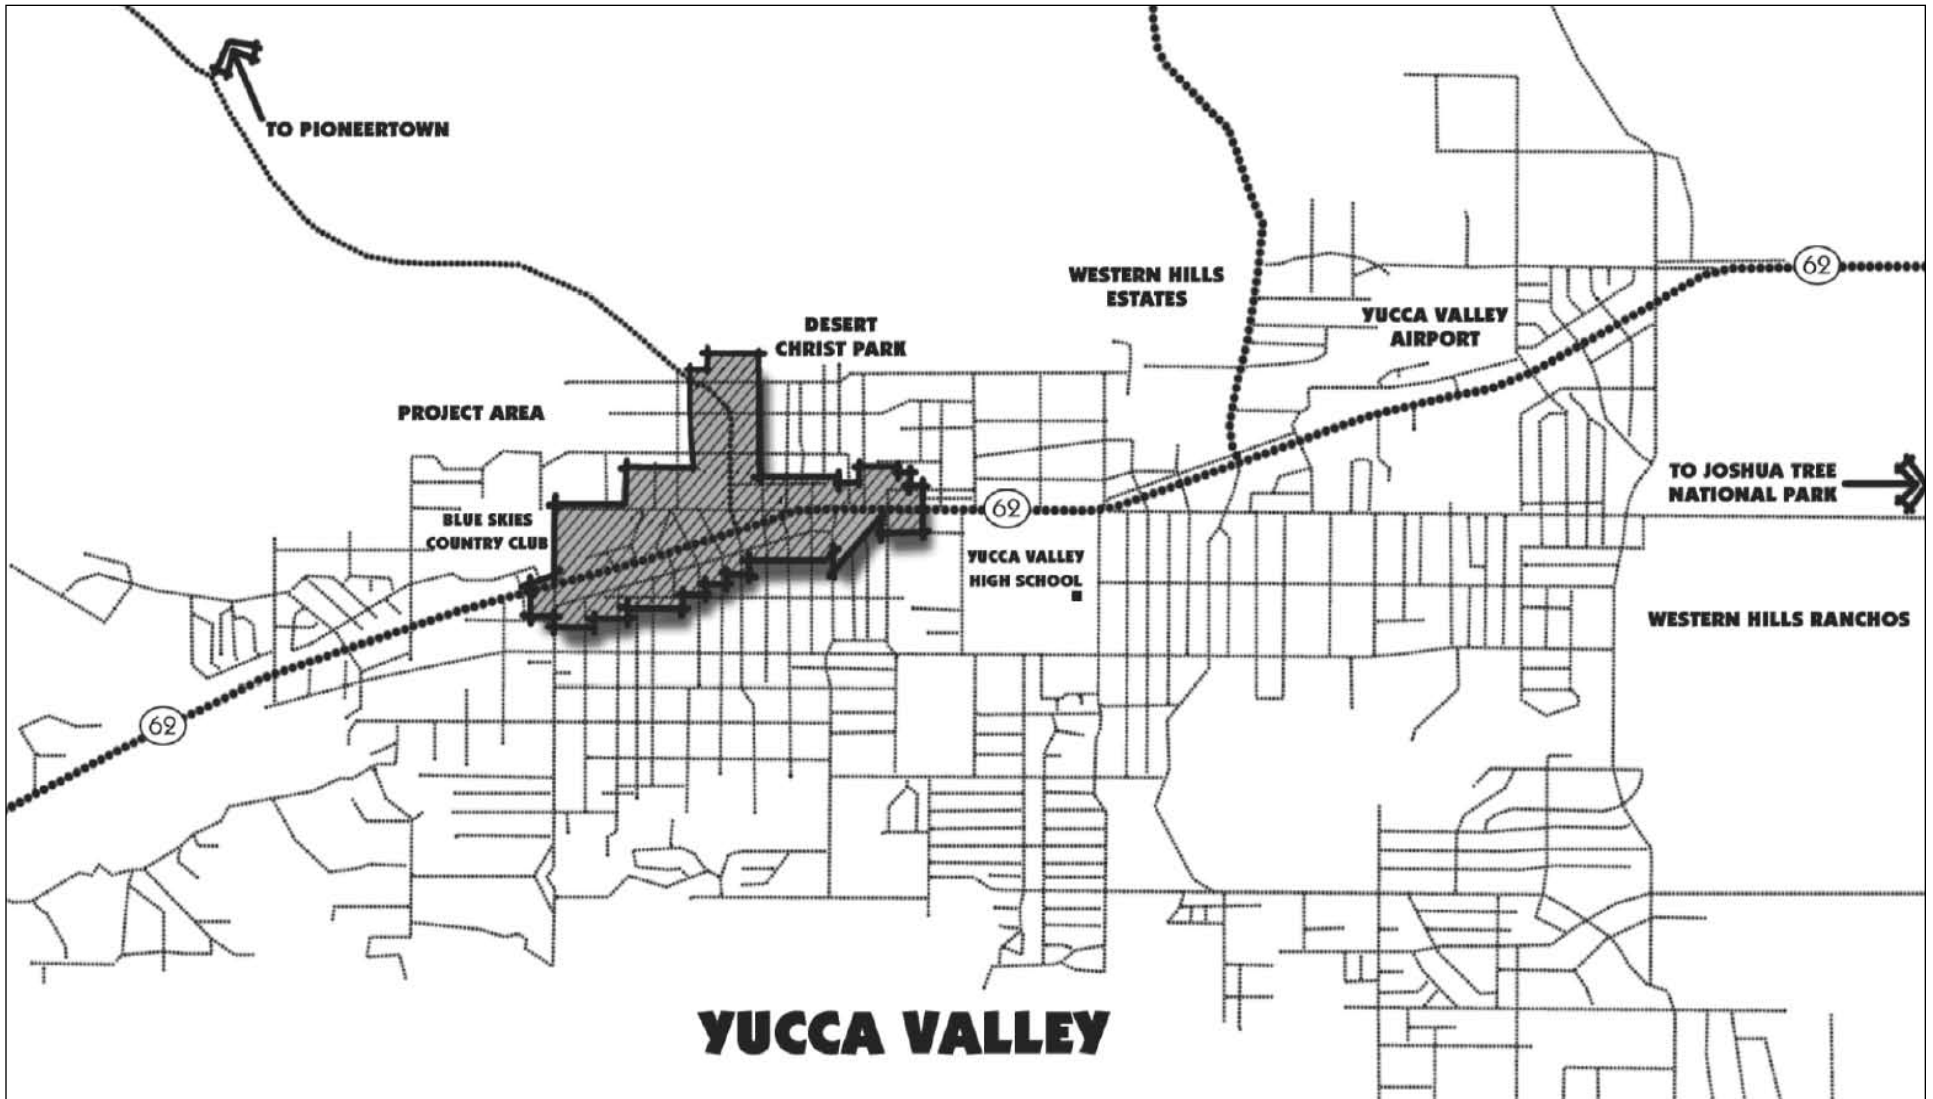 TO PIONEERTOWN
WESTERN HILLS
ESTATES
62
DESERT
CHRIST PARK
YUCCA VALLEY
AIRPORT
PROJECT AREA
TO JOSHUA TREE
NATIONAL PARK
62
BLUE SKIES
COUNTRY CLUB
YUCCA VALLEY
HIGH SCHOOL
WESTERN HILLS RANCHOS
62
YUCCA VALLEY